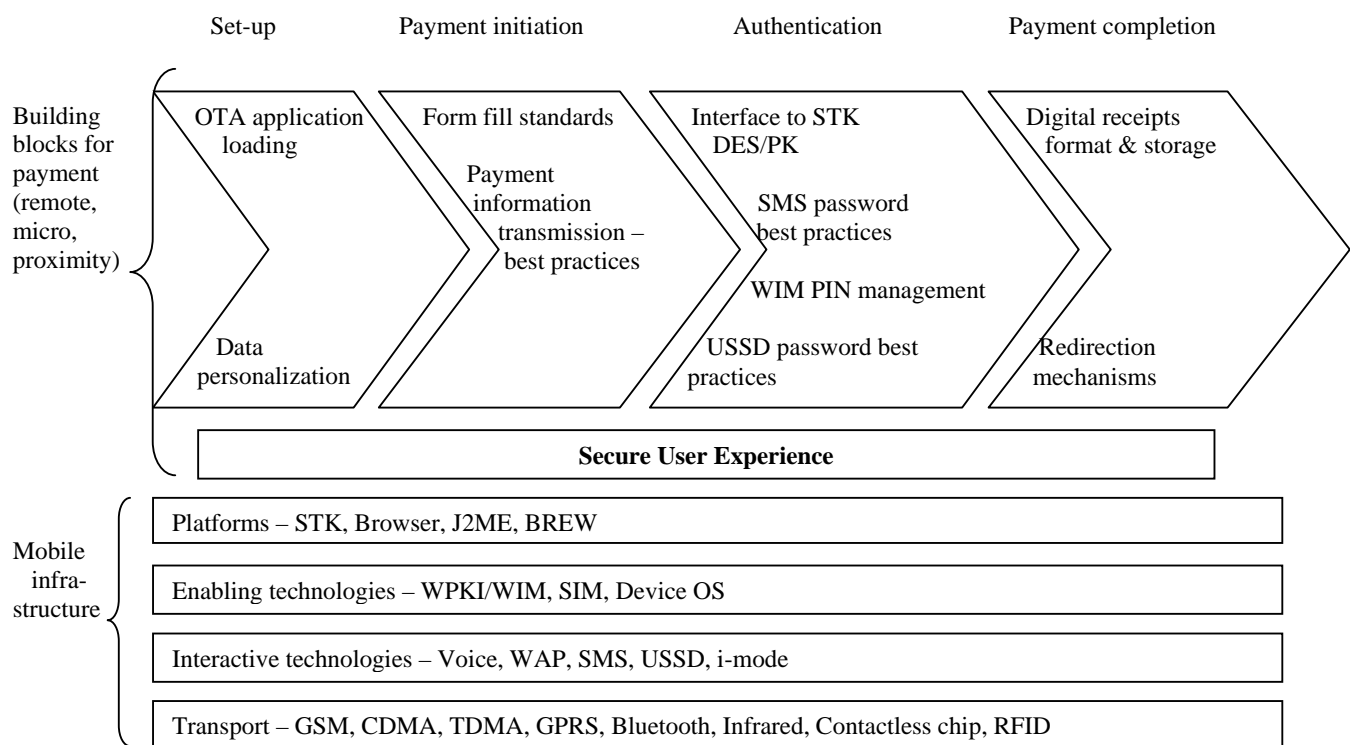 Set-up
Payment initiation
Authentication
Payment completion
Building
blocks for
payment
(remote,
micro,
proximity)
OTA application
loading
Data
personalization
Form fill standards
Payment
information
transmission –
best practices
Interface to STK
DES/PK
SMS password
best practices
WIM PIN management
USSD password best
practices
Digital receipts
format & storage
Redirection
mechanisms
Secure User Experience
Mobile
infra-
structure
Platforms – STK, Browser, J2ME, BREW
Enabling technologies – WPKI/WIM, SIM, Device OS
Interactive technologies – Voice, WAP, SMS, USSD, i-mode
Transport – GSM, CDMA, TDMA, GPRS, Bluetooth, Infrared, Contactless chip, RFID